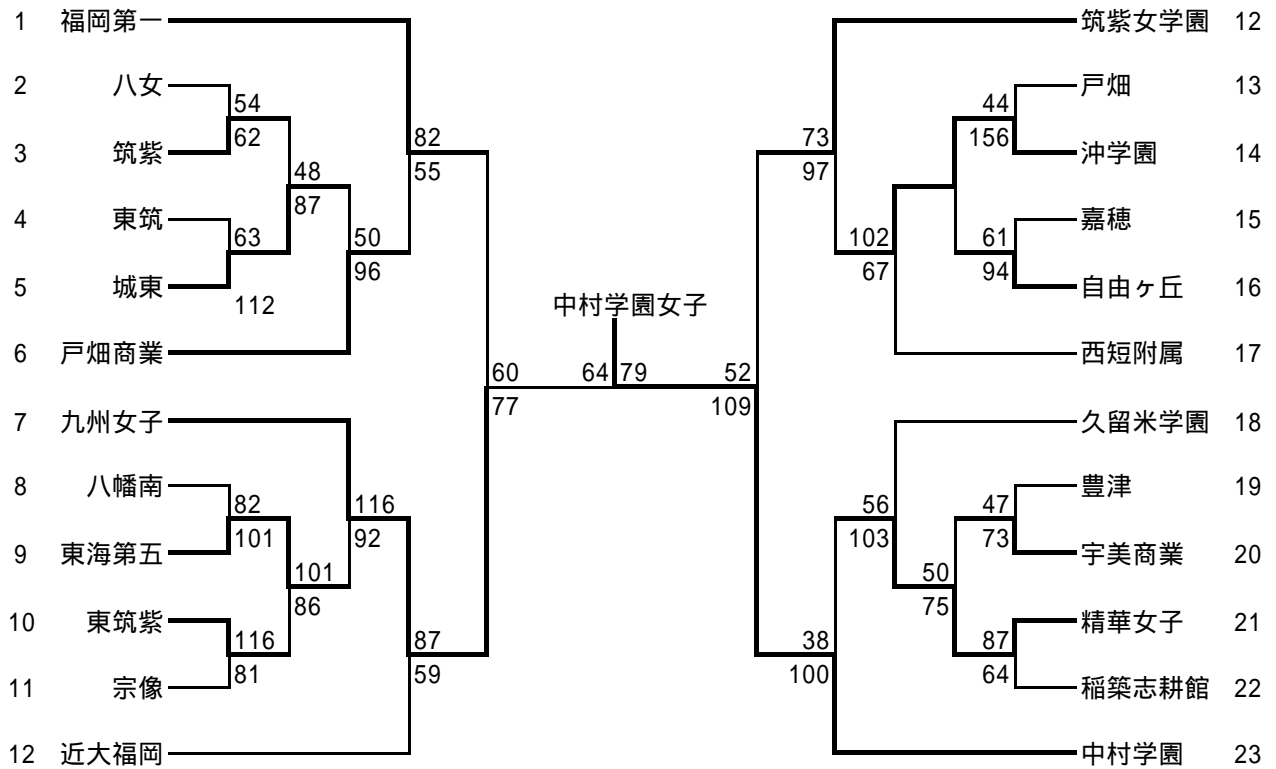 1 福岡第一
2 八女
3 筑紫
4 東筑
5 城東
6 戸畑商業
7 九州女子
8 八幡南
9 東海第五
10 東筑紫
11 宗像
12 近大福岡
54
62
63
112
82
101
116
81
48
87
101
86
50
96
116
92
82
55
87
59
60
77
中村学園女子
64 79
52
109
73
97
38
100
102
67
56
103
50
75
44
156
61
94
47
73
87
64
筑紫女学園 12
戸畑 13
沖学園 14
嘉穂 15
自由ヶ丘 16
西短附属 17
久留米学園 18
豊津 19
宇美商業 20
精華女子 21
稲築志耕館 22
中村学園 23